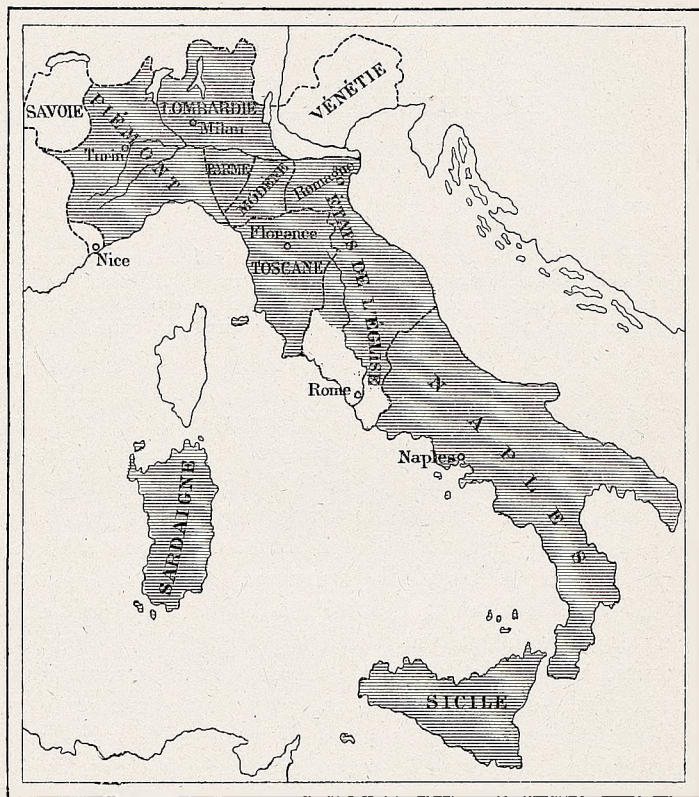 SAVOIE
PIÉMONT
LOMBARDIE
Milan
VÉNÉTIE
Turin
PARME
MODÈNE
Romagne
Nice
Florence
TOSCANE
ÉTATS DE L'ÉGLISE
Rome
NAPLES
Naples
SARDAIGNE
SICILE